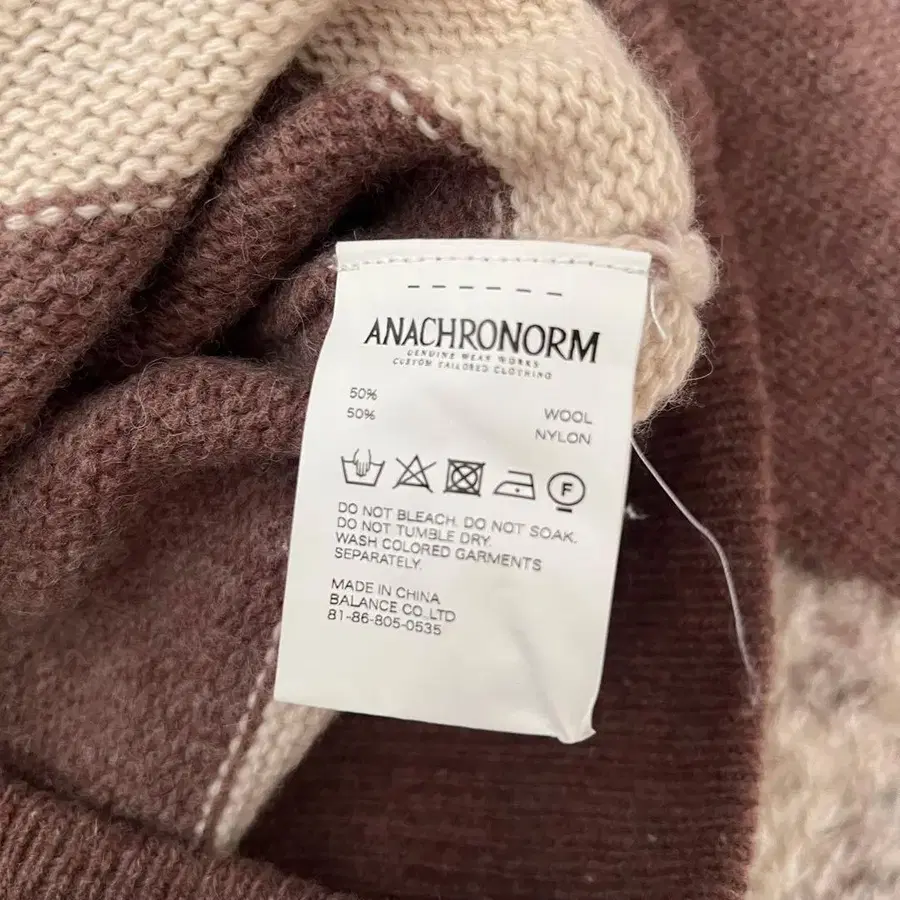 ANACHRONORM
GENUINE WEAR WORKS
CUSTOM TAILORED CLOTHING
50% WOOL
50% NYLON
F
DO NOT BLEACH. DO NOT SOAK.
DO NOT TUMBLE DRY.
WASH COLORED GARMENTS
SEPARATELY.
MADE IN CHINA
BALANCE CO.,LTD
81-86-805-0535